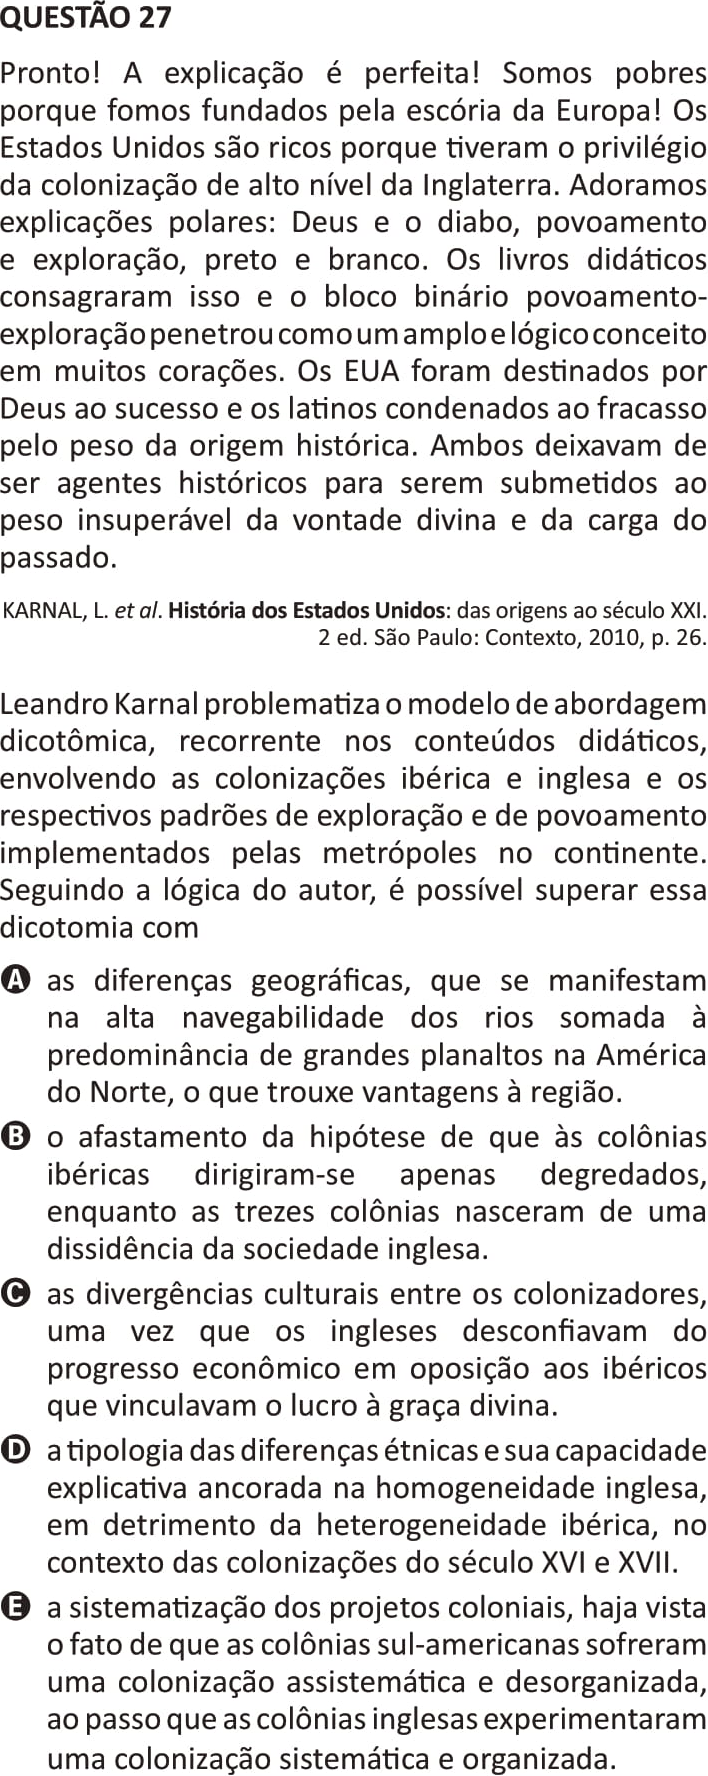 QUESTÃO 27
Pronto! A explicação é perfeita! Somos pobres
porque fomos fundados pela escória da Europa! Os
Estados Unidos são ricos porque tiveram o privilégio
da colonização de alto nível da Inglaterra. Adoramos
explicações polares: Deus e o diabo, povoamento
e exploração, preto e branco. Os livros didáticos
consagraram isso e o bloco binário povoamento-
exploração penetrou como um amplo e lógico conceito
em muitos corações. Os EUA foram destinados por
Deus ao sucesso e os latinos condenados ao fracasso
pelo peso da origem histórica. Ambos deixavam de
ser agentes históricos para serem submetidos ao
peso insuperável da vontade divina e da carga do
passado.
KARNAL, L. et al. História dos Estados Unidos: das origens ao século XXI.
2 ed. São Paulo: Contexto, 2010, p. 26.
Leandro Karnal problematiza o modelo de abordagem
dicotômica, recorrente nos conteúdos didáticos,
envolvendo as colonizações ibérica e inglesa e os
respectivos padrões de exploração e de povoamento
implementados pelas metrópoles no continente.
Seguindo a lógica do autor, é possível superar essa
dicotomia com
A as diferenças geográficas, que se manifestam
na alta navegabilidade dos rios somada à
predominância de grandes planaltos na América
do Norte, o que trouxe vantagens à região.
B o afastamento da hipótese de que às colônias
ibéricas dirigiram-se apenas degredados,
enquanto as trezes colônias nasceram de uma
dissidência da sociedade inglesa.
C as divergências culturais entre os colonizadores,
uma vez que os ingleses desconfiavam do
progresso econômico em oposição aos ibéricos
que vinculavam o lucro à graça divina.
D a tipologia das diferenças étnicas e sua capacidade
explicativa ancorada na homogeneidade inglesa,
em detrimento da heterogeneidade ibérica, no
contexto das colonizações do século XVI e XVII.
E a sistematização dos projetos coloniais, haja vista
o fato de que as colônias sul-americanas sofreram
uma colonização assistemática e desorganizada,
ao passo que as colônias inglesas experimentaram
uma colonização sistemática e organizada.